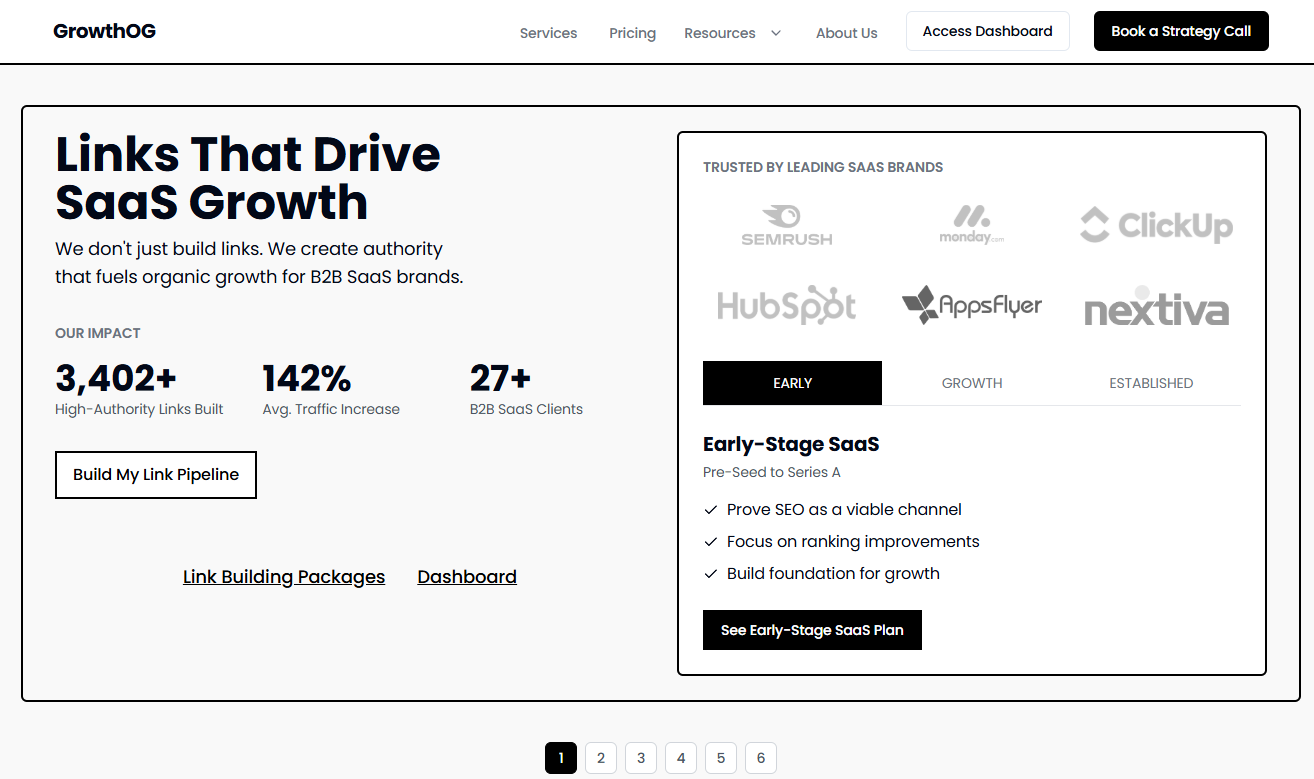 GrowthOG
Services
Pricing
Resources
About Us
Access Dashboard
Book a Strategy Call
Links That Drive
SaaS Growth
We don't just build links. We create authority
that fuels organic growth for B2B SaaS brands.
OUR IMPACT
3,402+
High-Authority Links Built
142%
Avg. Traffic Increase
27+
B2B SaaS Clients
Build My Link Pipeline
Link Building Packages
Dashboard
TRUSTED BY LEADING SAAS BRANDS
SEMRUSH
monday.com
ClickUp
HubSpot
AppsFlyer
nextiva
EARLY
GROWTH
ESTABLISHED
Early-Stage SaaS
Pre-Seed to Series A
Prove SEO as a viable channel
Focus on ranking improvements
Build foundation for growth
See Early-Stage SaaS Plan
1
2
3
4
5
6